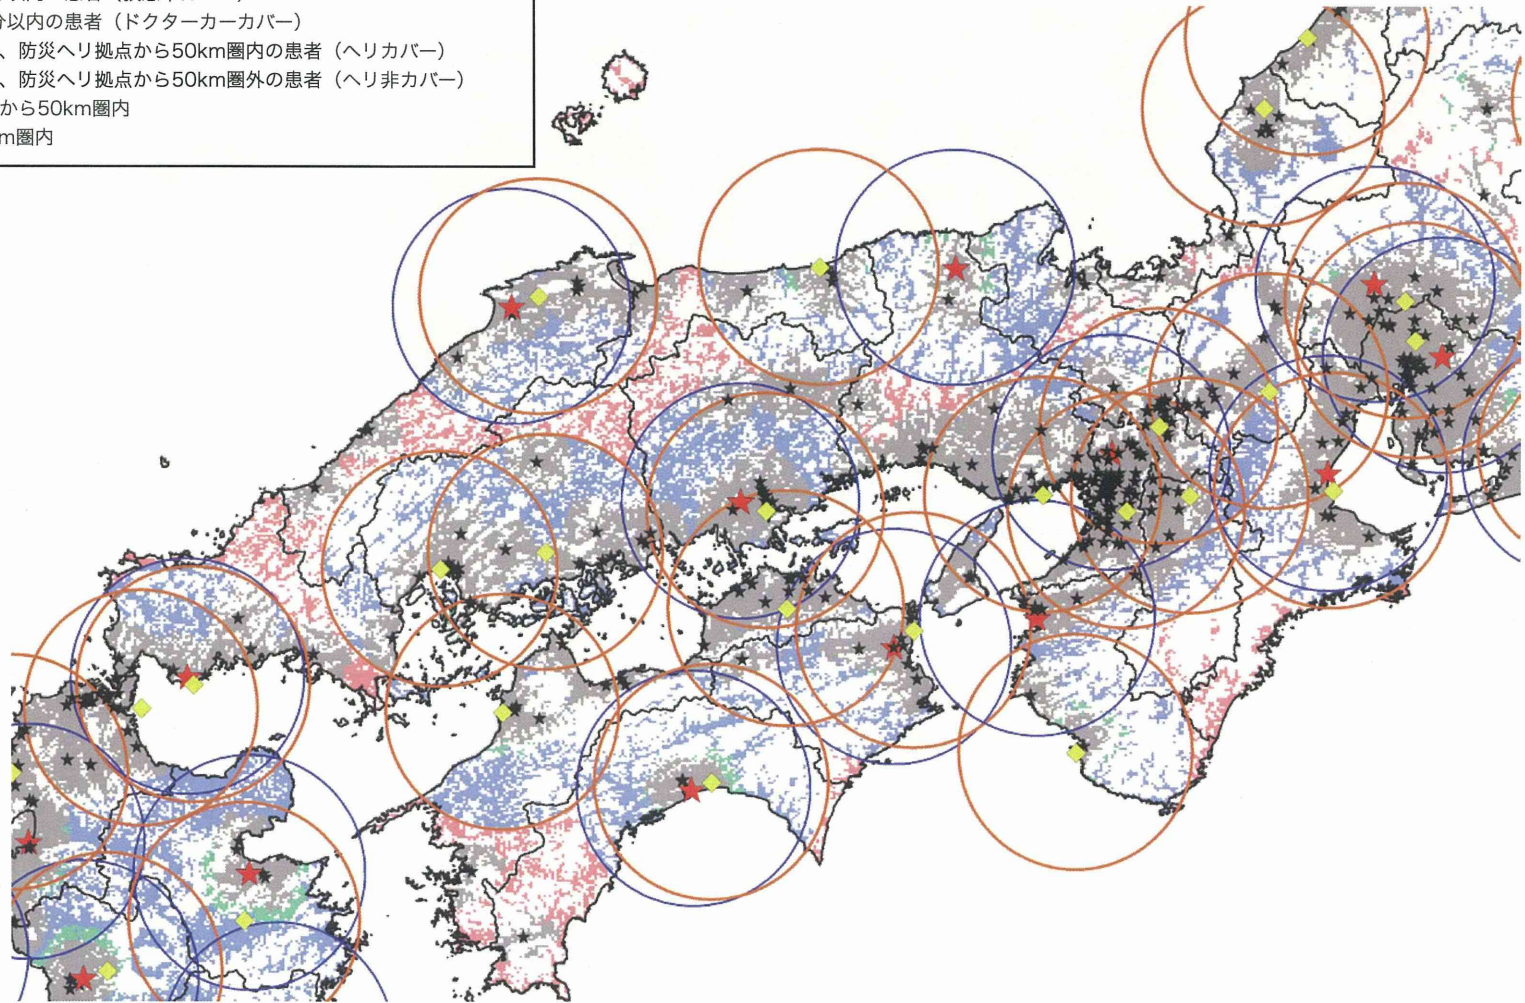 分以内の患者（ドクターカーカバー）
、防災ヘリ拠点から50km圏内の患者（ヘリカバー）
、防災ヘリ拠点から50km圏外の患者（ヘリ非カバー）
から50km圏内
m圏内